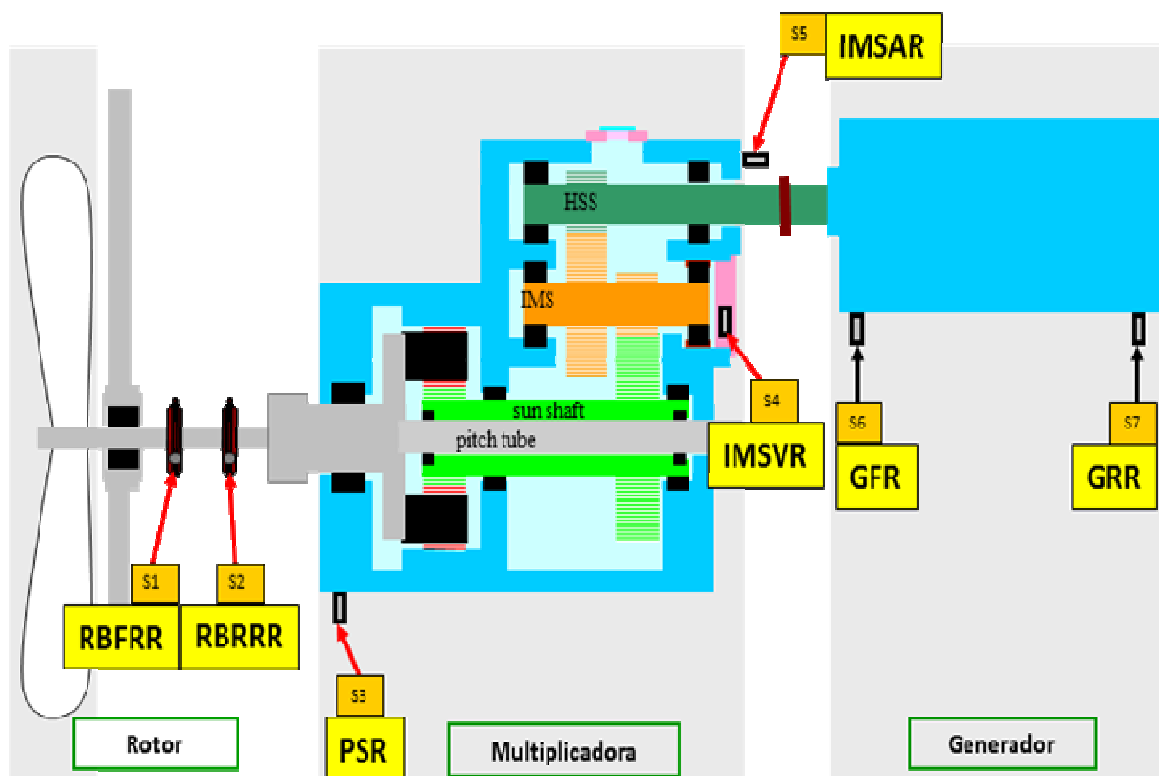 S5
IMSAR
HSS
IMS
sun shaft
pitch tube
S4
IMSVR
S6
GFR
S7
GRR
S1
RBFRR
S2
RBRRR
S3
PSR
Rotor
Multiplicadora
Generador